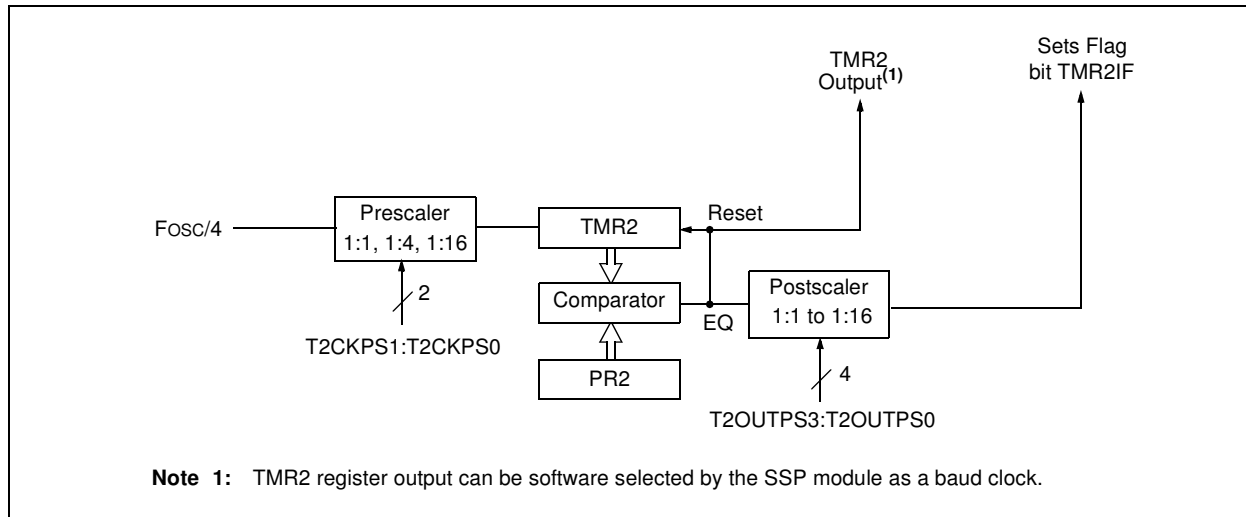 TMR2
Output(1)
Sets Flag
bit TMR2IF
FOSC/4
Prescaler
1:1, 1:4, 1:16
2
T2CKPS1:T2CKPS0
TMR2
Reset
Comparator
EQ
PR2
Postscaler
1:1 to 1:16
4
T2OUTPS3:T2OUTPS0
Note 1: TMR2 register output can be software selected by the SSP module as a baud clock.